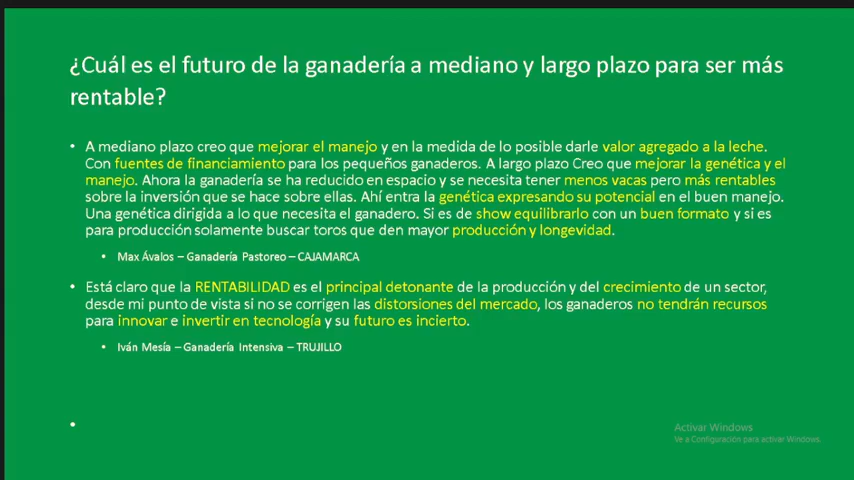 ¿Cuál es el futuro de la ganadería a mediano y largo plazo para ser más
rentable?
• A mediano plazo creo que mejorar el manejo y en la medida de lo posible darle valor agregado a la leche.
Con fuentes de financiamiento para los pequeños ganaderos. A largo plazo Creo que mejorar la genética y el
manejo. Ahora la ganadería se ha reducido en espacio y se necesita tener menos vacas pero más rentables
sobre la inversión que se hace sobre ellas. Ahí entra la genética expresando su potencial en el buen manejo.
Una genética dirigida a lo que necesita el ganadero. Si es de show equilibrarlo con un buen formato y si es
para producción solamente buscar toros que den mayor producción y longevidad.
• Max Ávalos – Ganadería Pastoreo – CAJAMARCA
• Está claro que la RENTABILIDAD es el principal detonante de la producción y del crecimiento de un sector,
desde mi punto de vista si no se corrigen las distorsiones del mercado, los ganaderos no tendrán recursos
para innovar e invertir en tecnología y su futuro es incierto.
• Iván Mesía – Ganadería Intensiva – TRUJILLO
•
Activar Windows
Ve a Configuración para activar Windows.